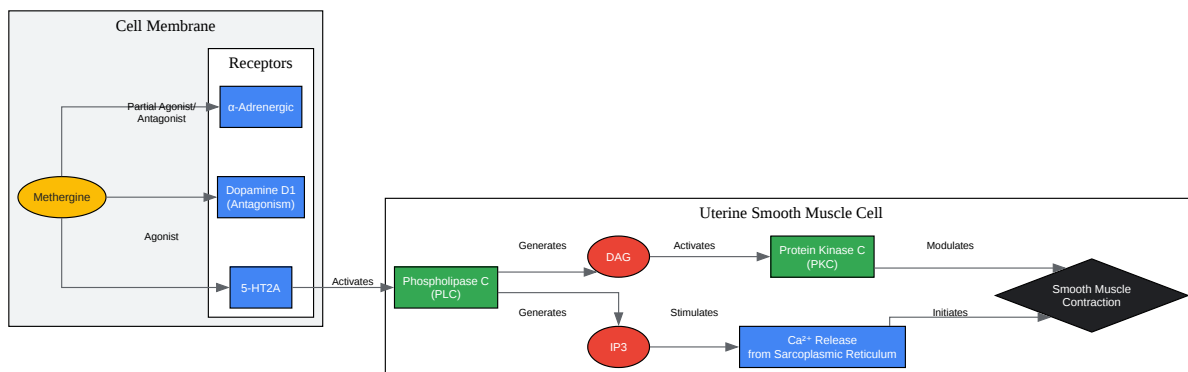 Cell Membrane
Receptors
Partial Agonist/
Antagonist
α-Adrenergic
Methergine
Dopamine D1
(Antagonism)
Agonist
5-HT2A
Activates
Uterine Smooth Muscle Cell
Phospholipase C
(PLC)
Generates
DAG
Activates
Protein Kinase C
(PKC)
Modulates
Smooth Muscle
Contraction
Generates
IP3
Stimulates
Ca²⁺ Release
from Sarcoplasmic Reticulum
Initiates